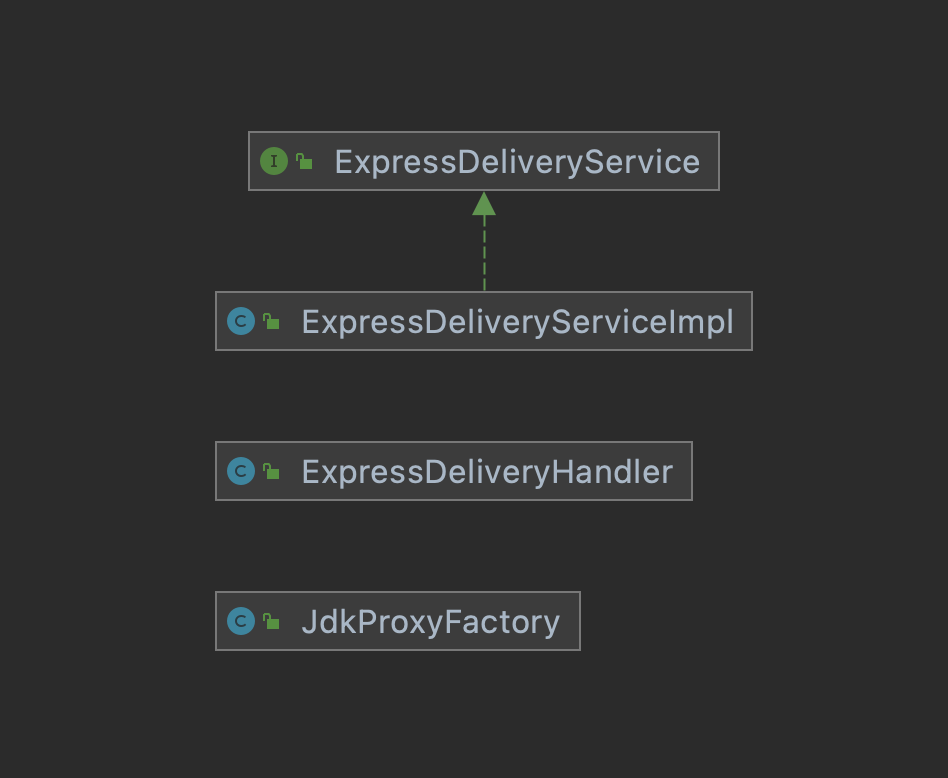 I ExpressDeliveryService
C ExpressDeliveryServiceImpl
C ExpressDeliveryHandler
C JdkProxyFactory